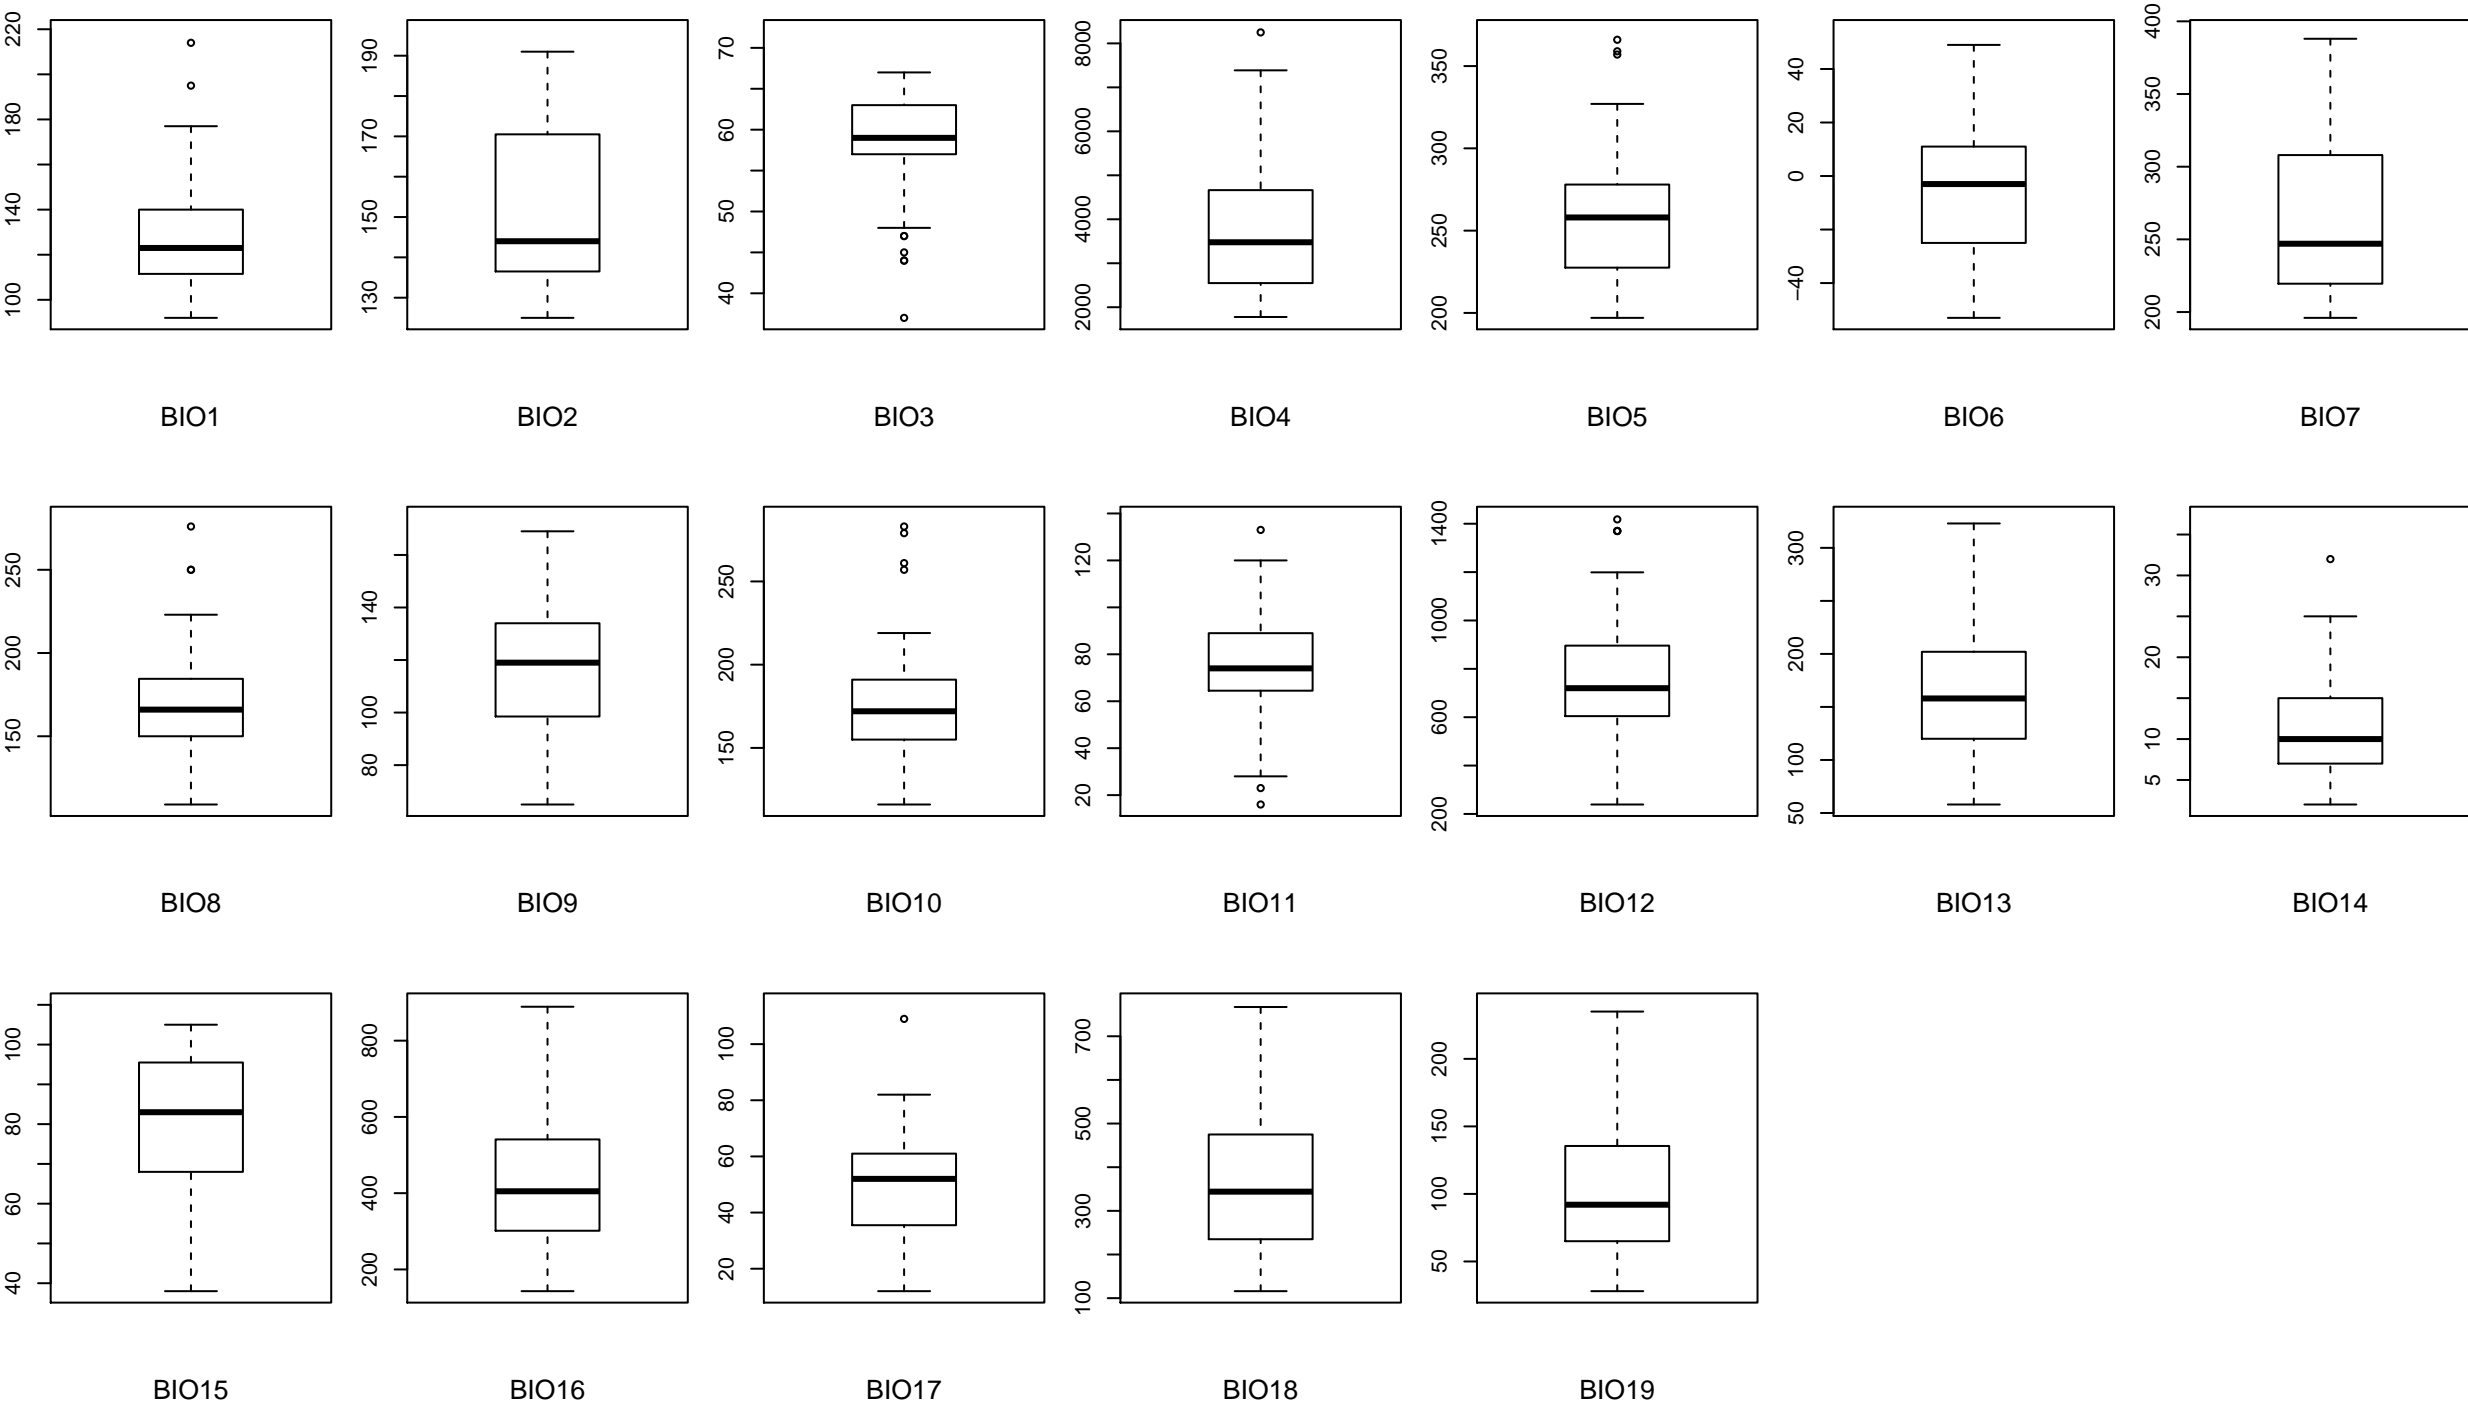 100 140 180 220
130 150 170 190
40 50 60 70
2000 4000 6000 8000
200 250 300 350
−40 0 20 40
200 250 300 350 400
BIO1 BIO2 BIO3 BIO4 BIO5 BIO6 BIO7
150 200 250
80 100 140
150 200 250
20 40 60 80 120
200 600 1000 1400
50 100 200 300
5 10 20 30
BIO8 BIO9 BIO10 BIO11 BIO12 BIO13 BIO14
40 60 80 100
200 400 600 800
20 40 60 80 100
100 300 500 700
50 100 150 200
BIO15 BIO16 BIO17 BIO18 BIO19